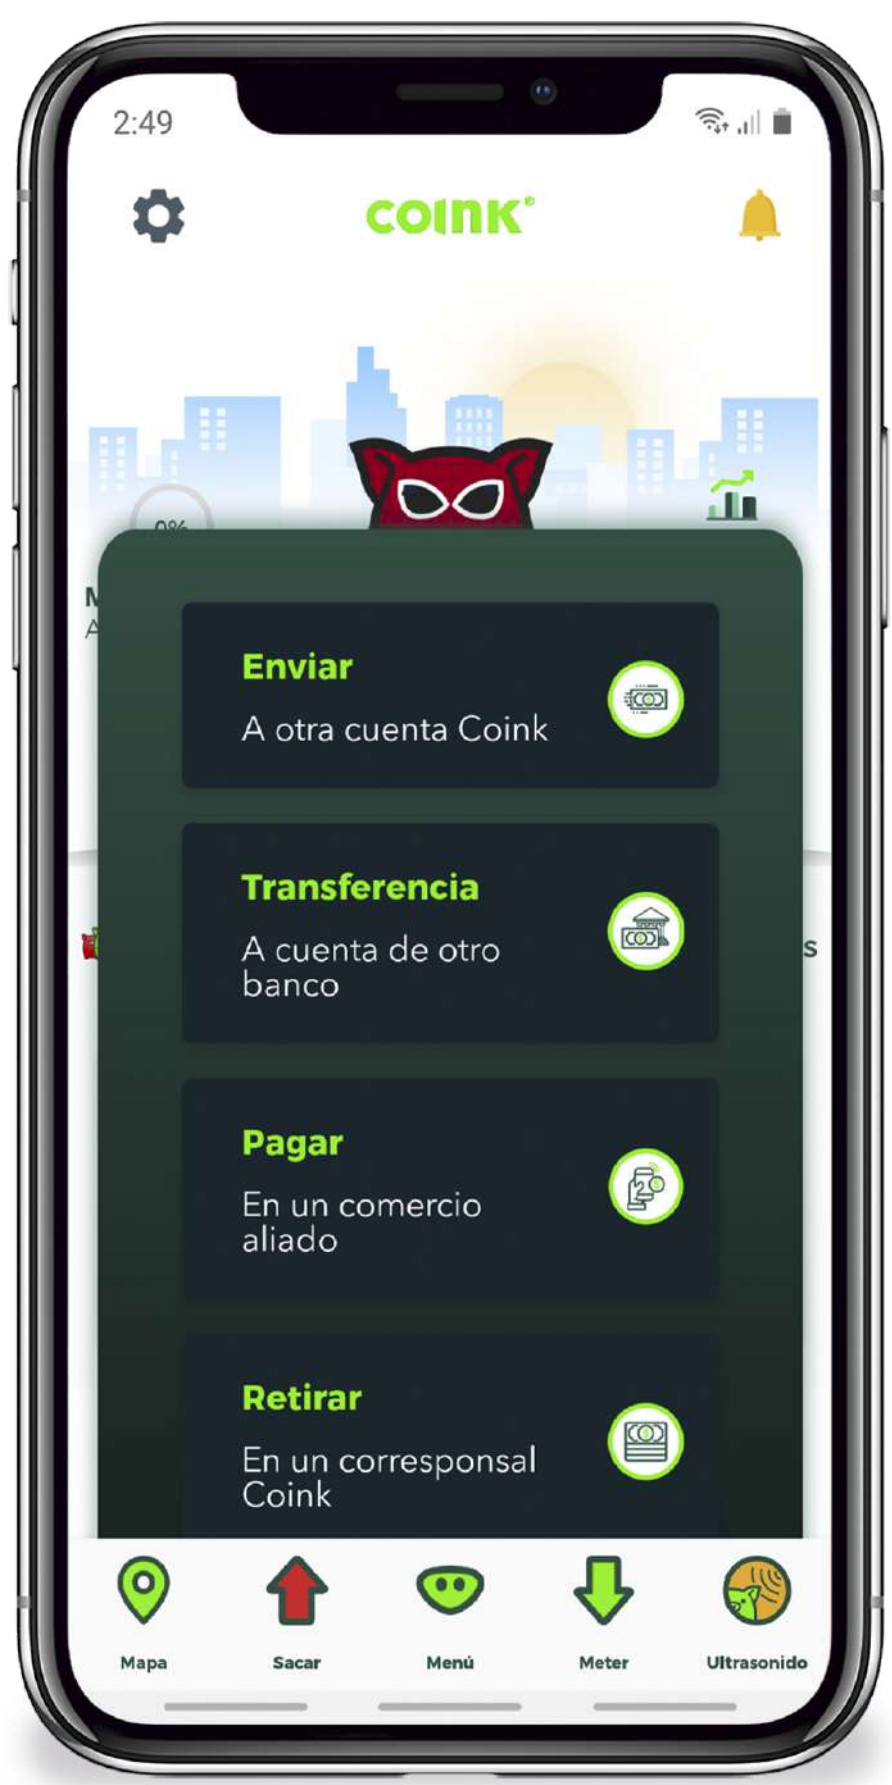 2:49
COINK®
0%
M
A
Enviar
A otra cuenta Coink
Transferencia
A cuenta de otro
banco
s
Pagar
En un comercio
aliado
Retirar
En un corresponsal
Coink
Mapa
Sacar
Menú
Meter
Ultrasonido